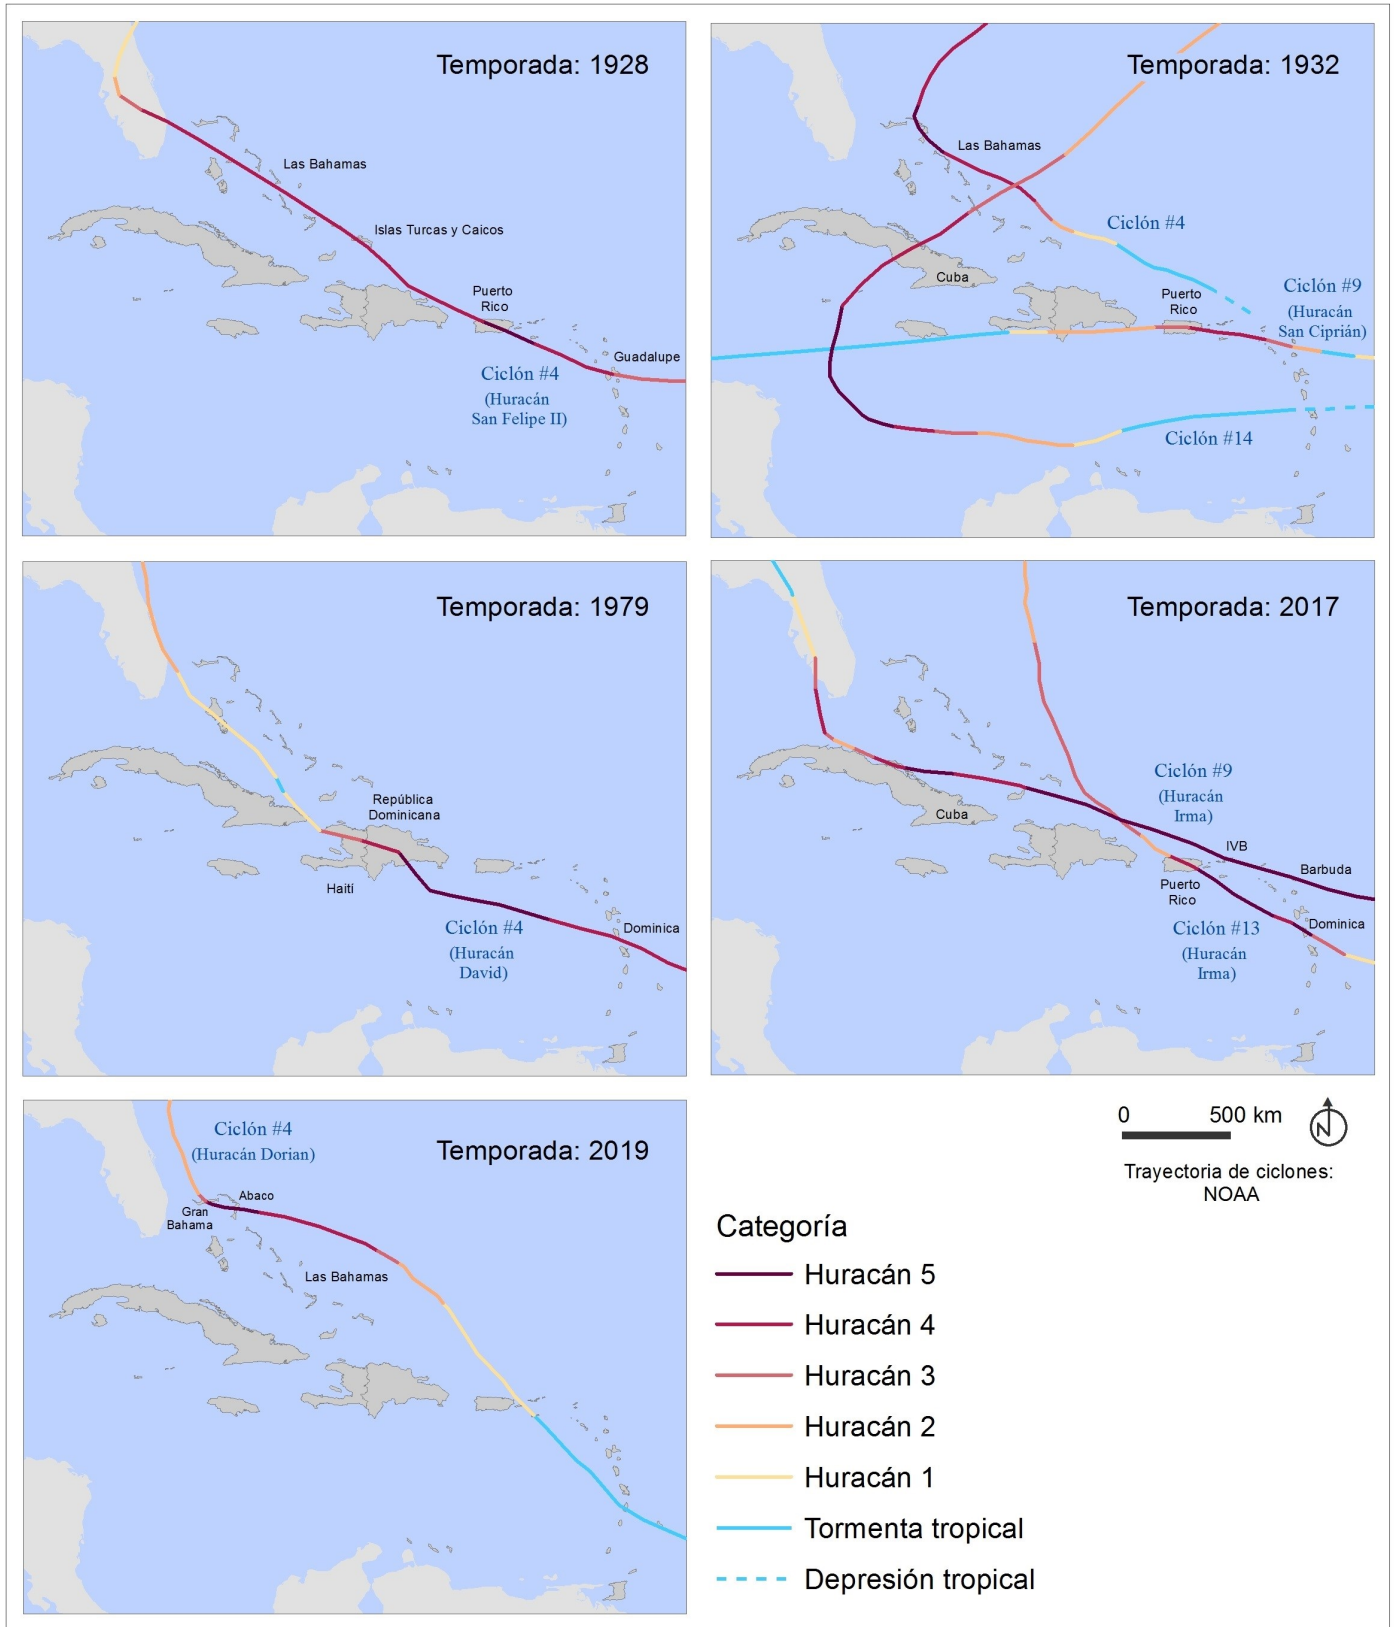 Temporada: 1928
Las Bahamas
Islas Turcas y Caicos
Puerto
Rico
Guadalupe
Ciclón #4
(Huracán
San Felipe II)
Temporada: 1932
Las Bahamas
Ciclón #4
Cuba
Puerto
Rico
Ciclón #9
(Huracán
San Ciprián)
Ciclón #14
Temporada: 1979
República
Dominicana
Haití
Ciclón #4
(Huracán
David)
Dominica
Temporada: 2017
Ciclón #9
(Huracán
Irma)
Cuba
IVB
Barbuda
Puerto
Rico
Ciclón #13
(Huracán
Irma)
Dominica
Ciclón #4
(Huracán Dorian)
Temporada: 2019
Abaco
Gran
Bahama
Las Bahamas
0 500 km
N
Trayectoria de ciclones:
NOAA
Categoría
Huracán 5
Huracán 4
Huracán 3
Huracán 2
Huracán 1
Tormenta tropical
Depresión tropical